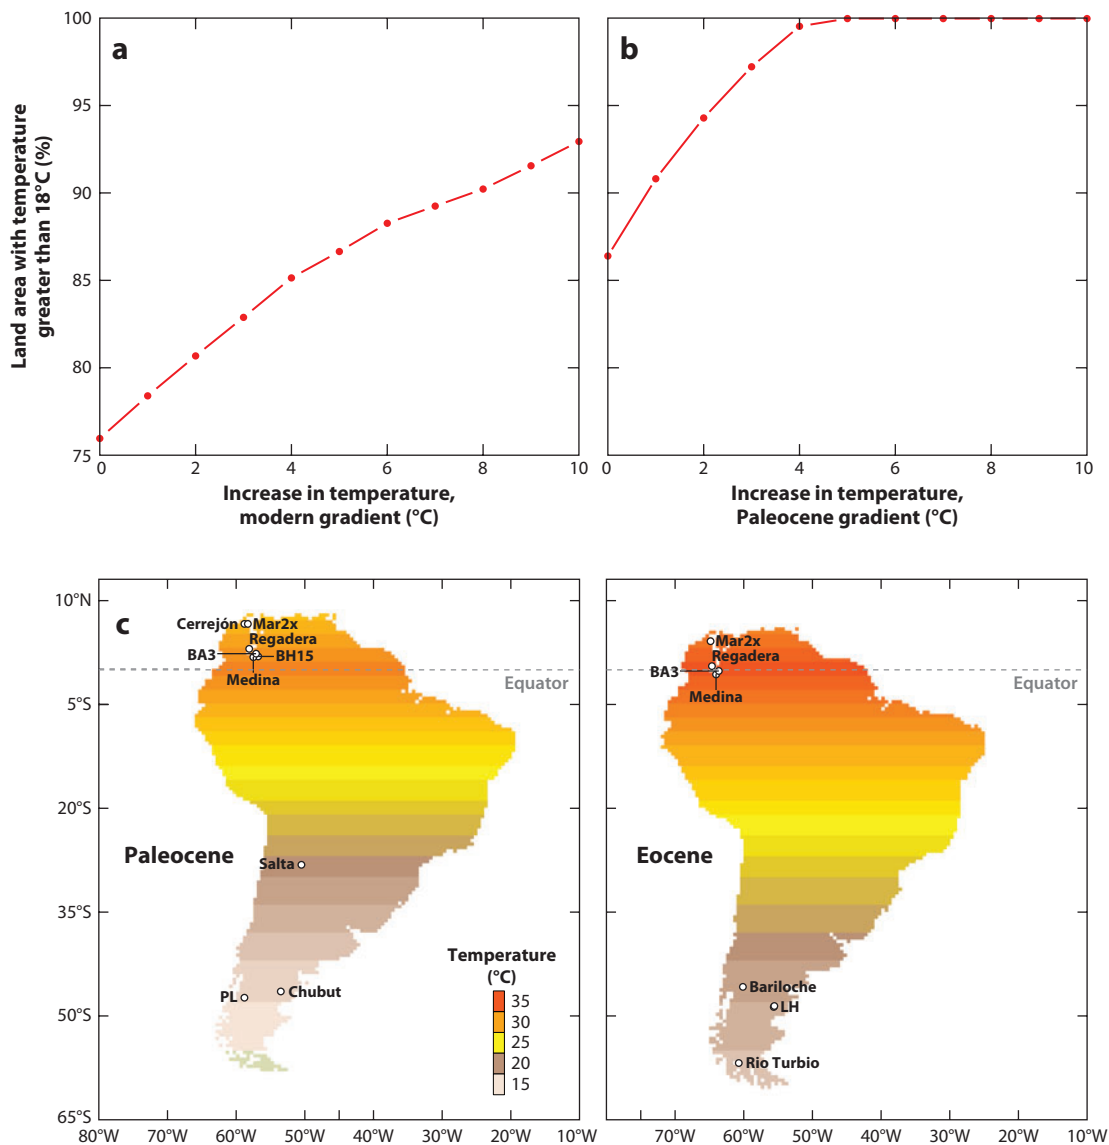 a
b
Land area with temperature
greater than 18°C (%)
100
95
90
85
80
75
0 2 4 6 8 10
0 2 4 6 8 10
Increase in temperature,
modern gradient (°C)
Increase in temperature,
Paleocene gradient (°C)
c
10°N
5°S
20°S
35°S
50°S
65°S
Cerrejón
Mar2x
Regadera
BA3
BH15
Medina
Equator
Paleocene
Salta
PL
Chubut
Temperature
(°C)
35
30
25
20
15
80°W 70°W 60°W 50°W 40°W 30°W 20°W 10°W
Mar2x
Regadera
BA3
Medina
Equator
Eocene
Bariloche
LH
Rio Turbio
70°W 60°W 50°W 40°W 30°W 20°W 10°W